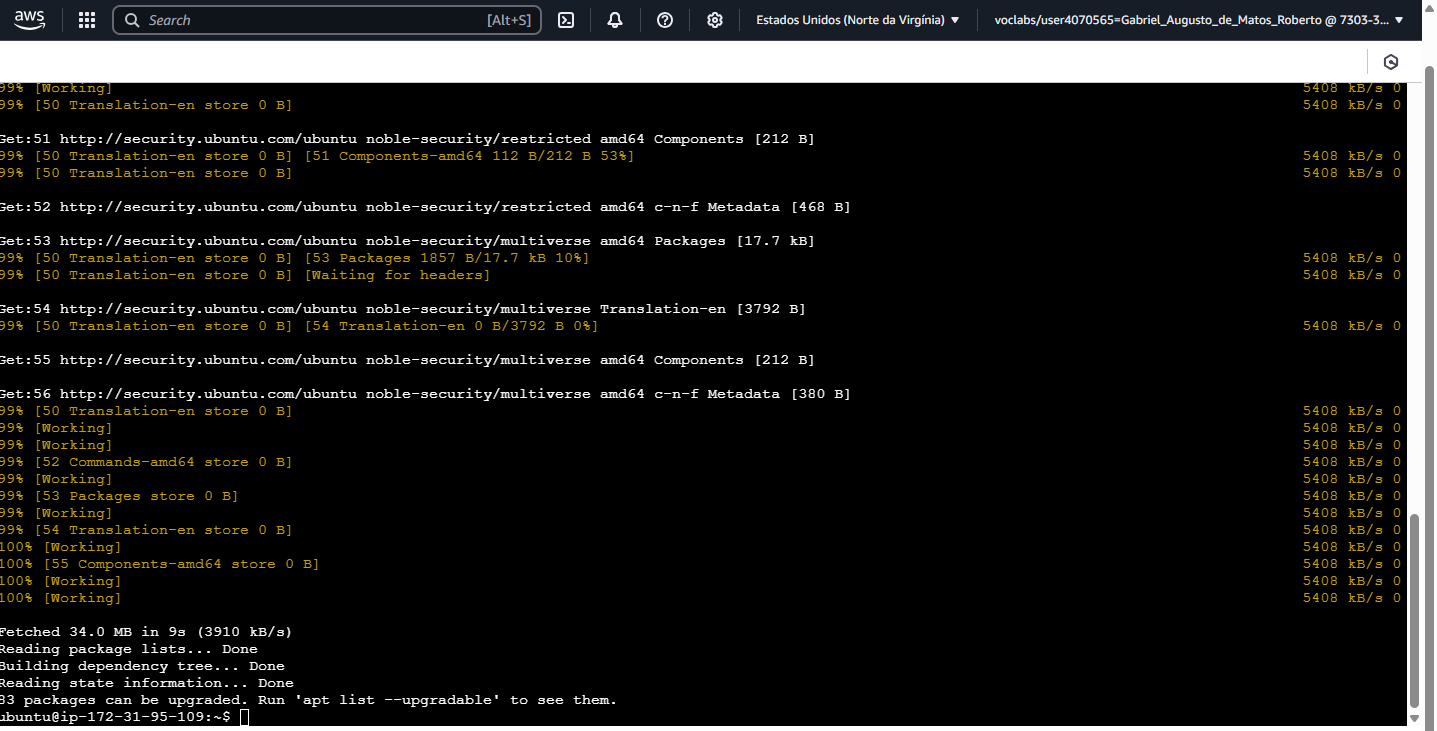 aws Search [Alt+S] Estados Unidos (Norte da Virgínia) voclabs/user4070565=Gabriel_Augusto_de_Matos_Roberto @ 7303-3...
99% [Working] 5408 kB/s 0
99% [50 Translation-en store 0 B] 5408 kB/s 0
Get:51 http://security.ubuntu.com/ubuntu noble-security/restricted amd64 Components [212 B]
99% [50 Translation-en store 0 B] [51 Components-amd64 112 B/212 B 53%] 5408 kB/s 0
99% [50 Translation-en store 0 B] 5408 kB/s 0
Get:52 http://security.ubuntu.com/ubuntu noble-security/restricted amd64 c-n-f Metadata [468 B]
Get:53 http://security.ubuntu.com/ubuntu noble-security/multiverse amd64 Packages [17.7 kB]
99% [50 Translation-en store 0 B] [53 Packages 1857 B/17.7 kB 10%] 5408 kB/s 0
99% [50 Translation-en store 0 B] [Waiting for headers] 5408 kB/s 0
Get:54 http://security.ubuntu.com/ubuntu noble-security/multiverse Translation-en [3792 B]
99% [50 Translation-en store 0 B] [54 Translation-en 0 B/3792 B 0%] 5408 kB/s 0
Get:55 http://security.ubuntu.com/ubuntu noble-security/multiverse amd64 Components [212 B]
Get:56 http://security.ubuntu.com/ubuntu noble-security/multiverse amd64 c-n-f Metadata [380 B]
99% [50 Translation-en store 0 B] 5408 kB/s 0
99% [Working] 5408 kB/s 0
99% [Working] 5408 kB/s 0
99% [52 Commands-amd64 store 0 B] 5408 kB/s 0
99% [Working] 5408 kB/s 0
99% [53 Packages store 0 B] 5408 kB/s 0
99% [Working] 5408 kB/s 0
99% [54 Translation-en store 0 B] 5408 kB/s 0
100% [Working] 5408 kB/s 0
100% [55 Components-amd64 store 0 B] 5408 kB/s 0
100% [Working] 5408 kB/s 0
100% [Working] 5408 kB/s 0
Fetched 34.0 MB in 9s (3910 kB/s)
Reading package lists... Done
Building dependency tree... Done
Reading state information... Done
83 packages can be upgraded. Run 'apt list --upgradable' to see them.
ubuntu@ip-172-31-95-109:~$